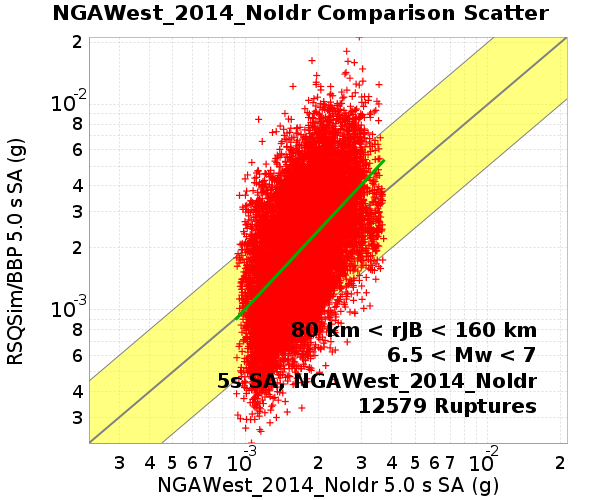 NGAWest_2014_NoIdr Comparison Scatter
2
10-2
8
6
4
3
2
10-3
8
6
4
3
RSQSim/BBP 5.0 s SA (g)
80 km < rJB < 160 km
6.5 < Mw < 7
5s SA, NGAWest_2014_NoIdr
12579 Ruptures
3 4 5 6 7 10-3 2 3 4 5 6 7 10-2 2
NGAWest_2014_NoIdr 5.0 s SA (g)